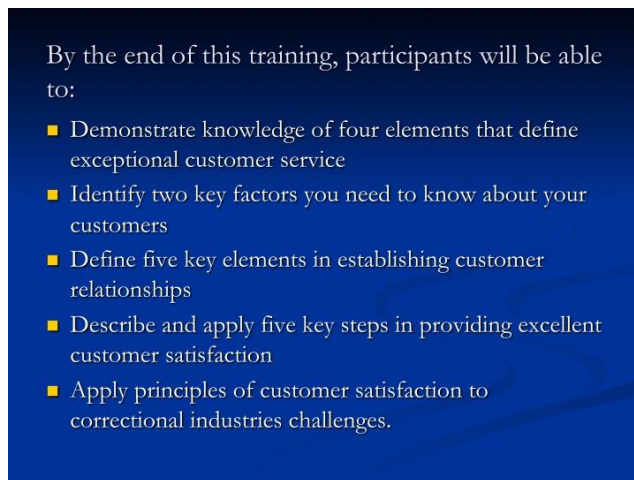 By the end of this training, participants will be able
to:
Demonstrate knowledge of four elements that define
exceptional customer service
Identify two key factors you need to know about your
customers
Define five key elements in establishing customer
relationships
Describe and apply five key steps in providing excellent
customer satisfaction
Apply principles of customer satisfaction to
correctional industries challenges.